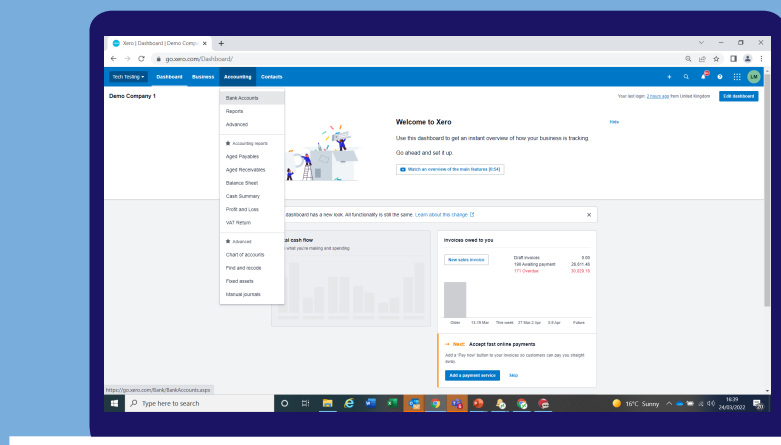 Xero | Dashboard | Demo Comp
go.xero.com/Dashboard/
Tech Testing Dashboard Business Accounting Contacts
LM
Demo Company 1
Your last login: 2 hours ago from United Kingdom
Edit dashboard
Bank Accounts
Reports
Advanced
Accounting reports
Aged Payables
Aged Receivables
Balance Sheet
Cash Summary
Profit and Loss
VAT Return
Advanced
Chart of accounts
Find and recode
Fixed assets
Manual journals
Welcome to Xero
Hide
Use this dashboard to get an instant overview of how your business is tracking.
Go ahead and set it up.
Watch an overview of the main features [0:54]
dashboard has a new look. All functionality is still the same. Learn about this change
al cash flow
what you're making and spending
Invoices owed to you
New sales invoice
Draft invoices 0.00
198 Awaiting payment
171 Overdue
Older 13-19 Mar This week 27 Mar-2 Apr 3-9 Apr Future
Next: Accept fast online payments
Add a 'Pay now' button to your invoices so customers can pay you straight
away.
Add a payment service Skip
https://go.xero.com/Bank/BankAccounts.aspx
Type here to search
16°C Sunny
16:39
24/03/2022
20